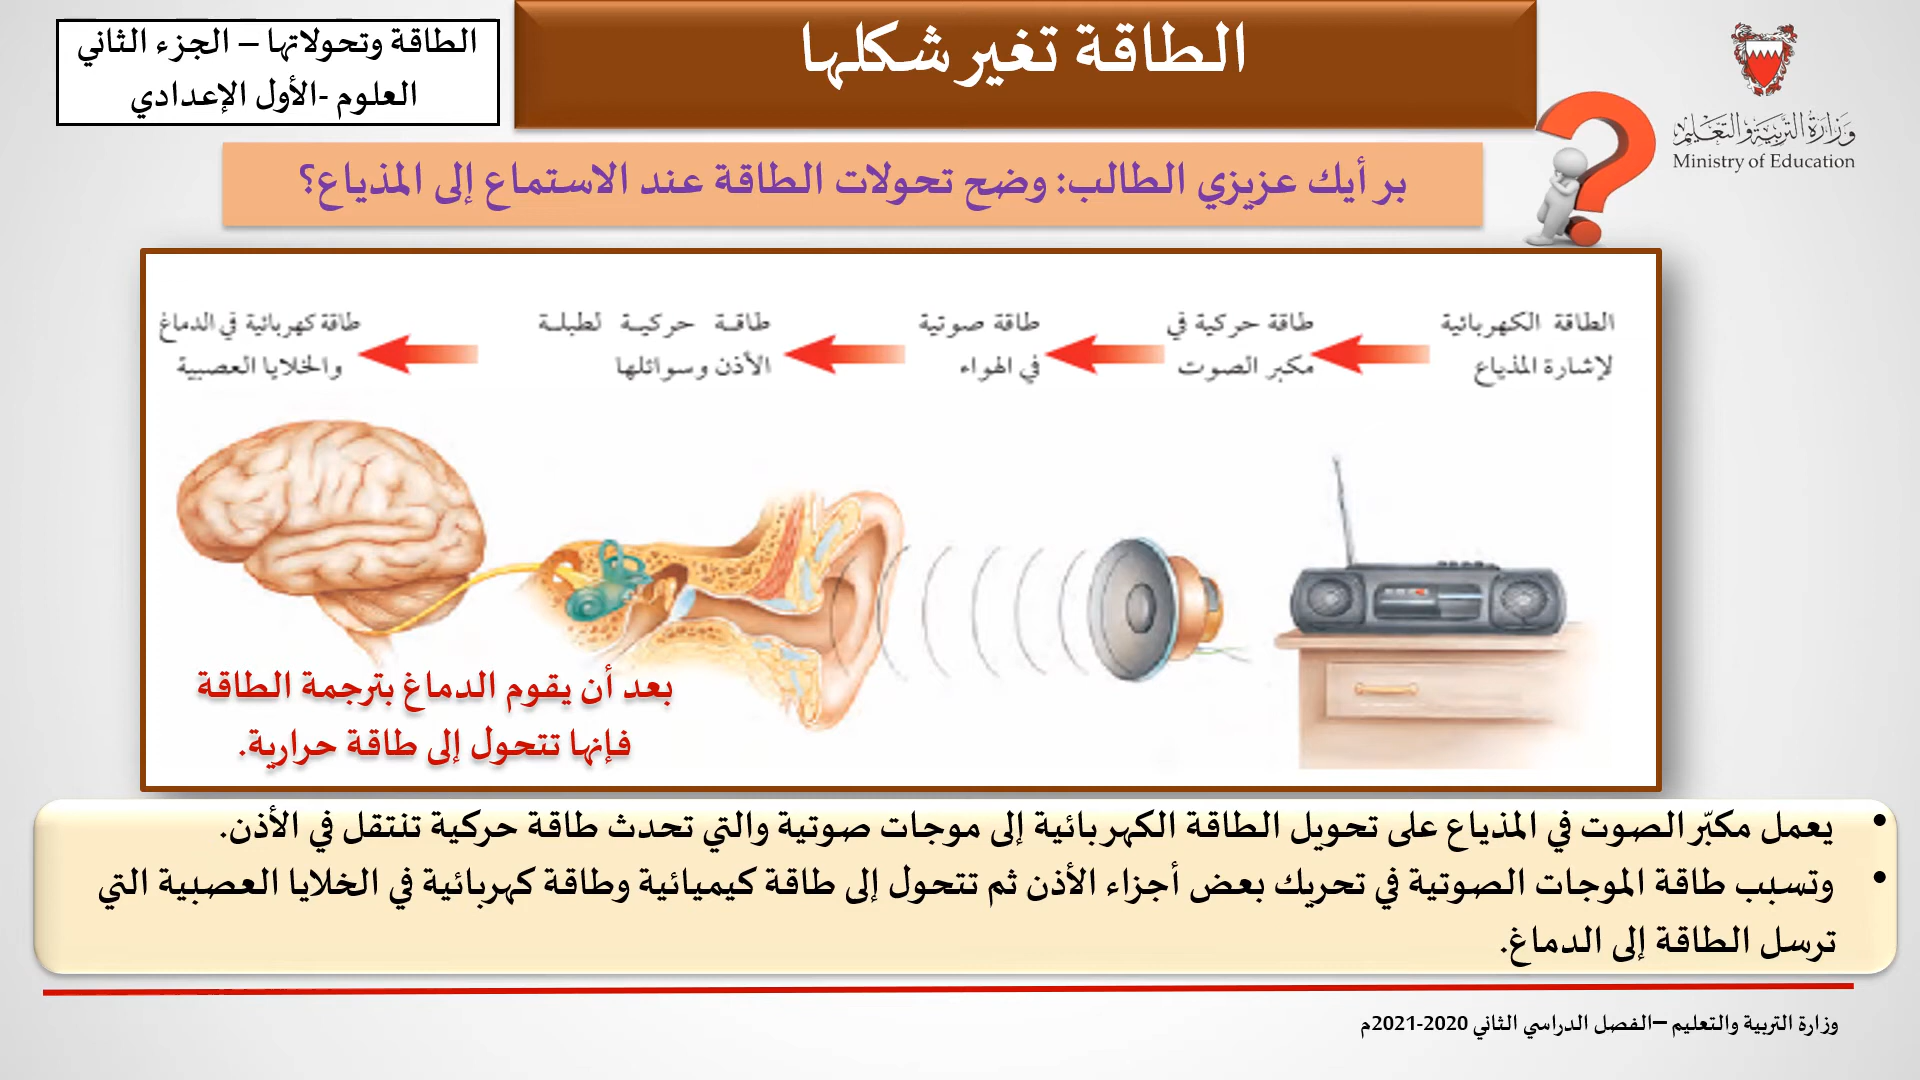 الطاقة وتحولاتها – الجزء الثاني
العلوم -الأول الإعدادي
الطاقة تغير شكلها
وزارة التربية والتعليم
Ministry of Education
برأيك عزيزي الطالب: وضح تحولات الطاقة عند الاستماع إلى المذياع؟
الطاقة الكهربائية
لإشارة المذياع
طاقة حركية في
مكبر الصوت
طاقة صوتية
في الهواء
طاقة حركية لطبلة
الأذن وسوائلها
طاقة كهربائية في الدماغ
والخلايا العصبية
بعد أن يقوم الدماغ بترجمة الطاقة
فإنها تتحول إلى طاقة حرارية.
• يعمل مكبّر الصوت في المذياع على تحويل الطاقة الكهربائية إلى موجات صوتية والتي تحدث طاقة حركية تنتقل في الأذن.
• وتسبب طاقة الموجات الصوتية في تحريك بعض أجزاء الأذن ثم تتحول إلى طاقة كيميائية وطاقة كهربائية في الخلايا العصبية التي
ترسل الطاقة إلى الدماغ.
وزارة التربية والتعليم –الفصل الدراسي الثاني 2020-2021م